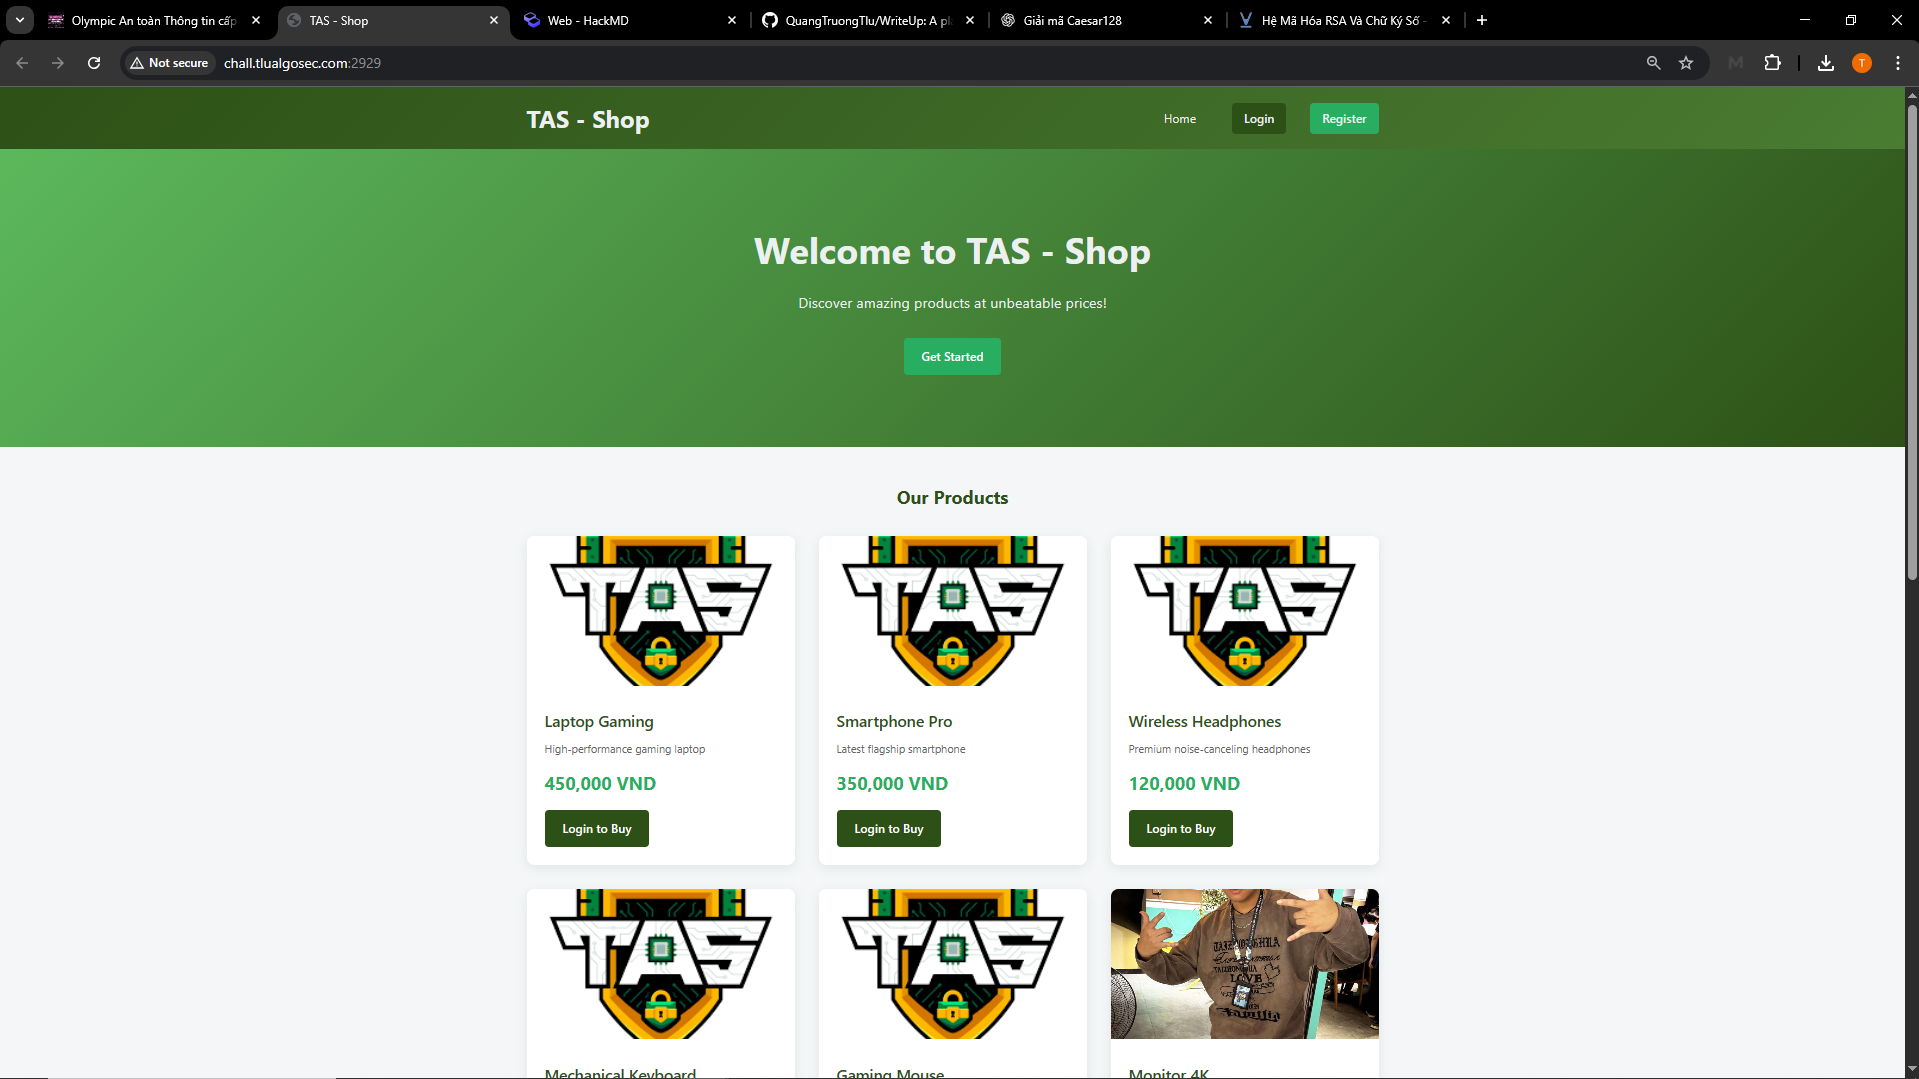 Olympic An toàn Thông tin cấp
TAS - Shop
Web - HackMD
QuangTruongTlu/WriteUp: A pl
Giải mã Caesar128
Hệ Mã Hóa RSA Và Chữ Ký Số -
Not secure
chall.tlualgosec.com:2929
T
TAS - Shop
Home
Login
Register
Welcome to TAS - Shop
Discover amazing products at unbeatable prices!
Get Started
Our Products
TAS
TAS
TAS
Laptop Gaming
Smartphone Pro
Wireless Headphones
High-performance gaming laptop
Latest flagship smartphone
Premium noise-canceling headphones
450,000 VND
350,000 VND
120,000 VND
Login to Buy
Login to Buy
Login to Buy
TAS
TAS
LOVE
Mechanical Keyboard
Gaming Mouse
Monitor 4K